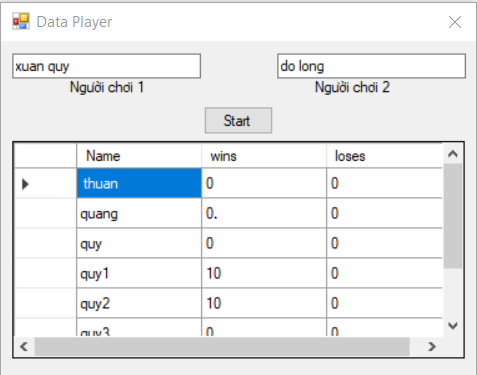 Data Player
xuan quy do long
Người chơi 1 Người chơi 2
Start
Name wins loses
thuan 0 0
quang 0. 0
quy 0 0
quy1 10 0
quy2 10 0
quy3 0 0